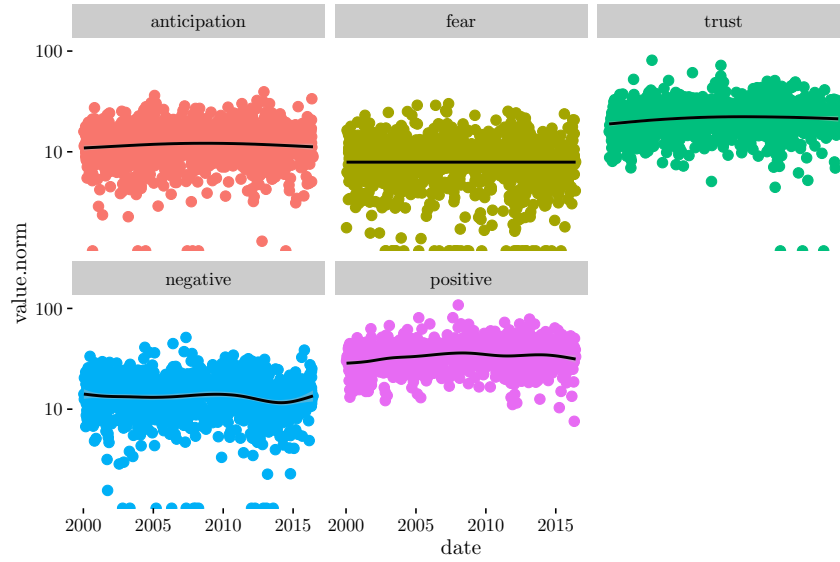 anticipation fear trust
100
10
value.norm
negative positive
100
10
2000 2005 2010 2015 2000 2005 2010 2015
date